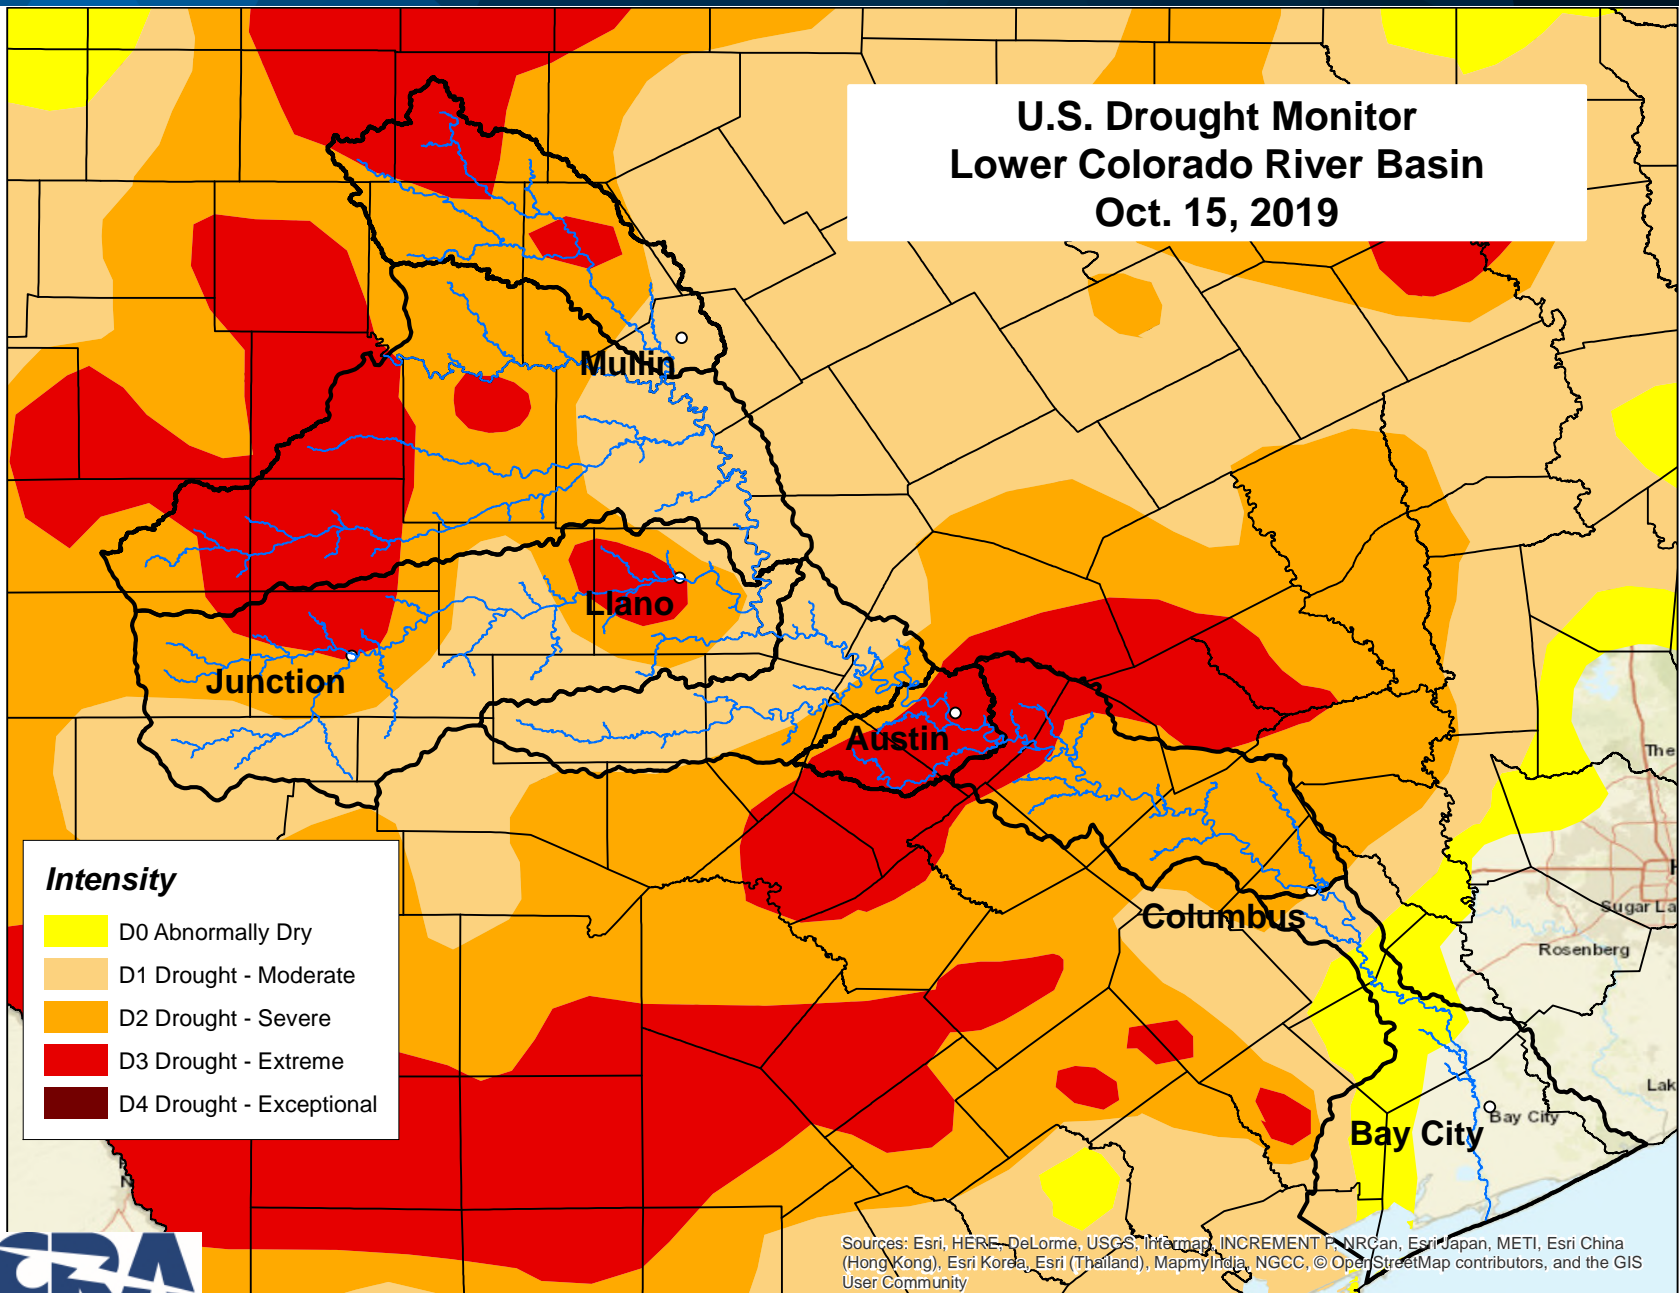 U.S. Drought Monitor
Lower Colorado River Basin
Oct. 15, 2019
Mullin
Llano
Junction
Austin
The
Intensity
D0 Abnormally Dry
D1 Drought - Moderate
D2 Drought - Severe
D3 Drought - Extreme
D4 Drought - Exceptional
Columbus
Sugar La
Rosenberg
Lak
Bay City
Bay City
Sources: Esri, HERE, DeLorme, USGS, Intermap, INCREMENT P, NRCan, Esri Japan, METI, Esri China
(Hong Kong), Esri Korea, Esri (Thailand), MapmyIndia, NGCC, © OpenStreetMap contributors, and the GIS
User Community